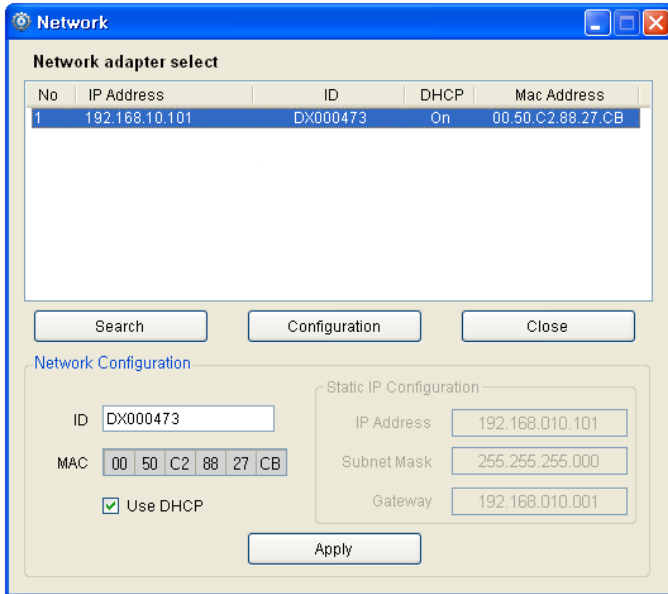 Network
Network adapter select
No IP Address ID DHCP Mac Address
1 192.168.10.101 DX000473 On 00.50.C2.88.27.CB
Search Configuration Close
Network Configuration
Static IP Configuration
ID DX000473
IP Address 192.168.010.101
MAC 00 50 C2 88 27 CB
Subnet Mask 255.255.255.000
Use DHCP
Gateway 192.168.010.001
Apply